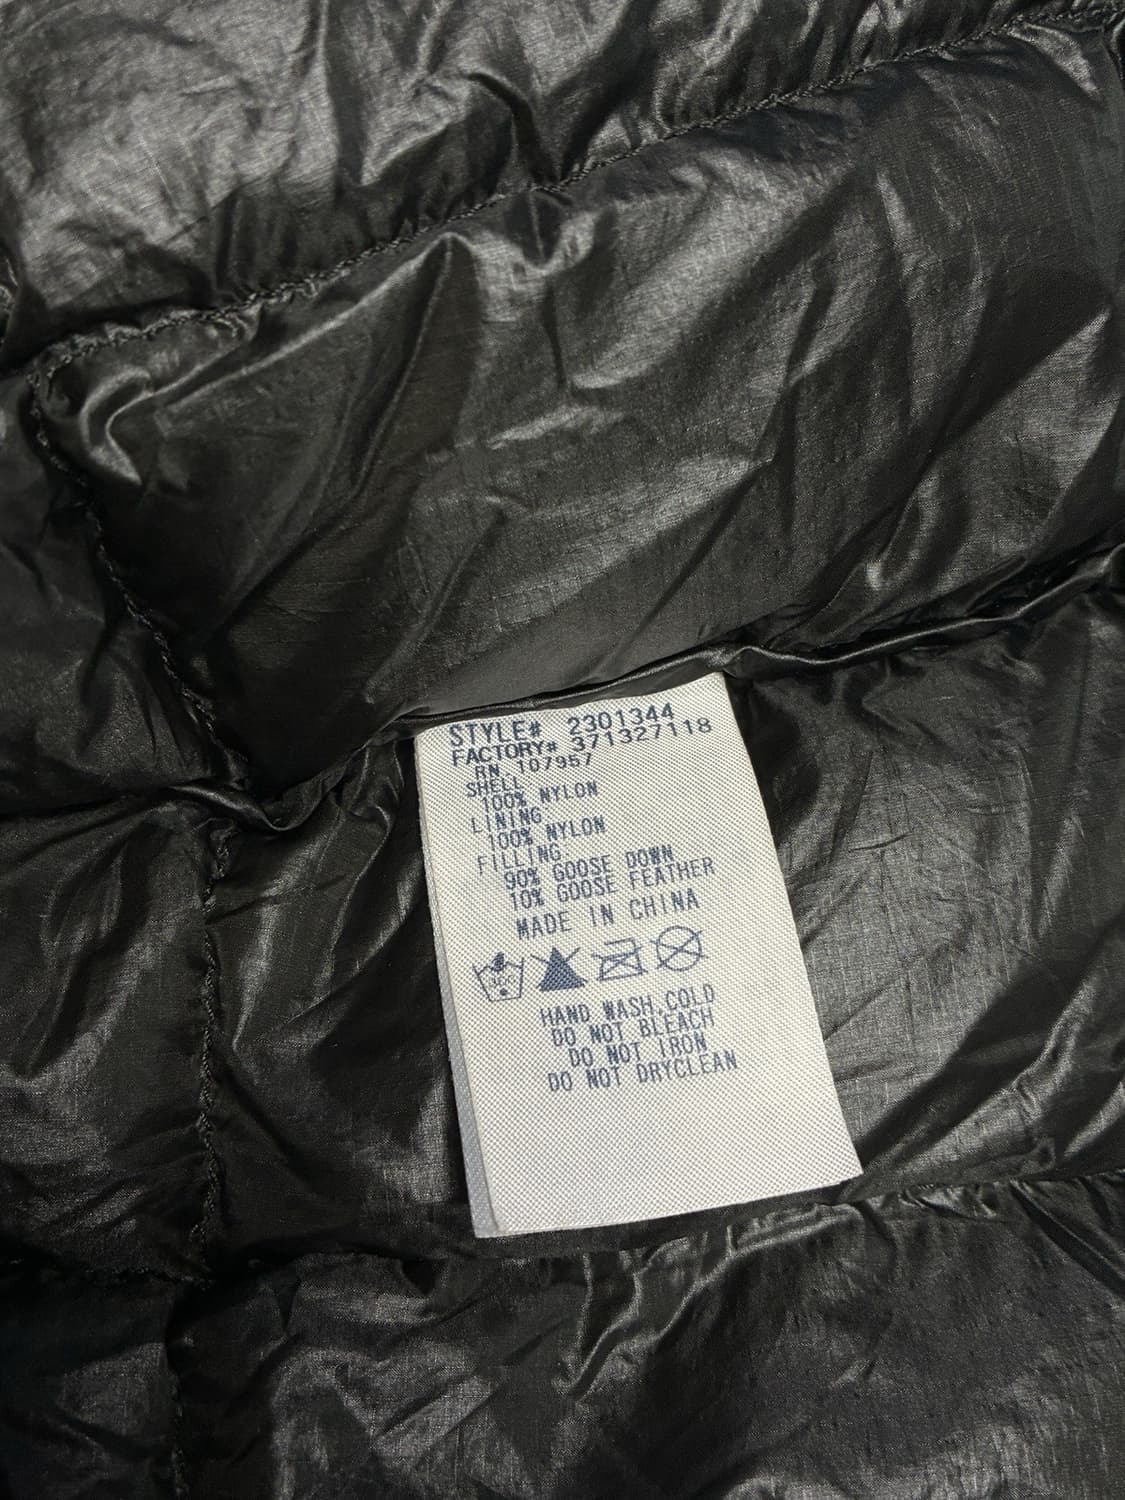 STYLE# 2301344
FACTORY# 371327118
RN 107957
SHELL
100% NYLON
LINING
100% NYLON
FILLING
90% GOOSE DOWN
10% GOOSE FEATHER
MADE IN CHINA
30°
HAND WASH,COLD
DO NOT BLEACH
DO NOT IRON
DO NOT DRYCLEAN